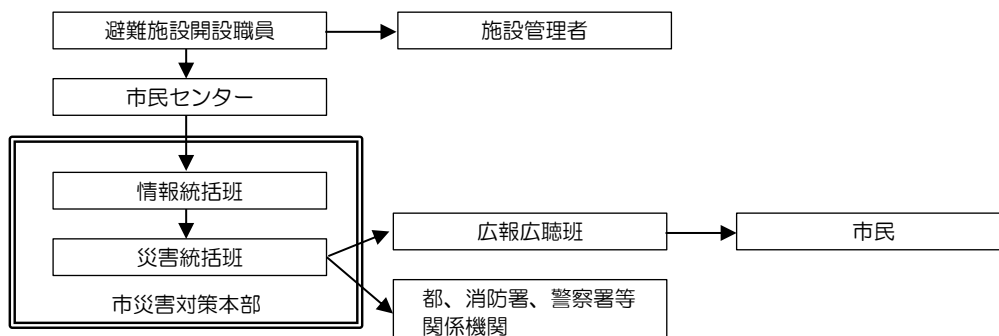 避難施設開設職員
施設管理者
市民センター
情報統括班
災害統括班
広報広聴班
市民
市災害対策本部
都、消防署、警察署等
関係機関